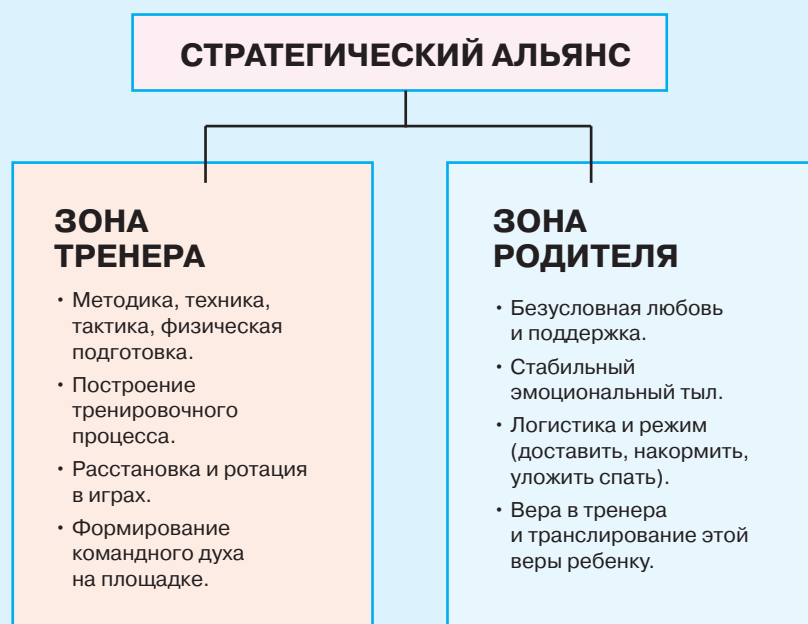 СТРАТЕГИЧЕСКИЙ АЛЬЯНС
ЗОНА
ТРЕНЕРА
• Методика, техника,
тактика, физическая
подготовка.
• Построение
тренировочного
процесса.
• Расстановка и ротация
в играх.
• Формирование
командного духа
на площадке.
ЗОНА
РОДИТЕЛЯ
• Безусловная любовь
и поддержка.
• Стабильный
эмоциональный тыл.
• Логистика и режим
(доставить, накормить,
уложить спать).
• Вера в тренера
и транслирование этой
веры ребенку.